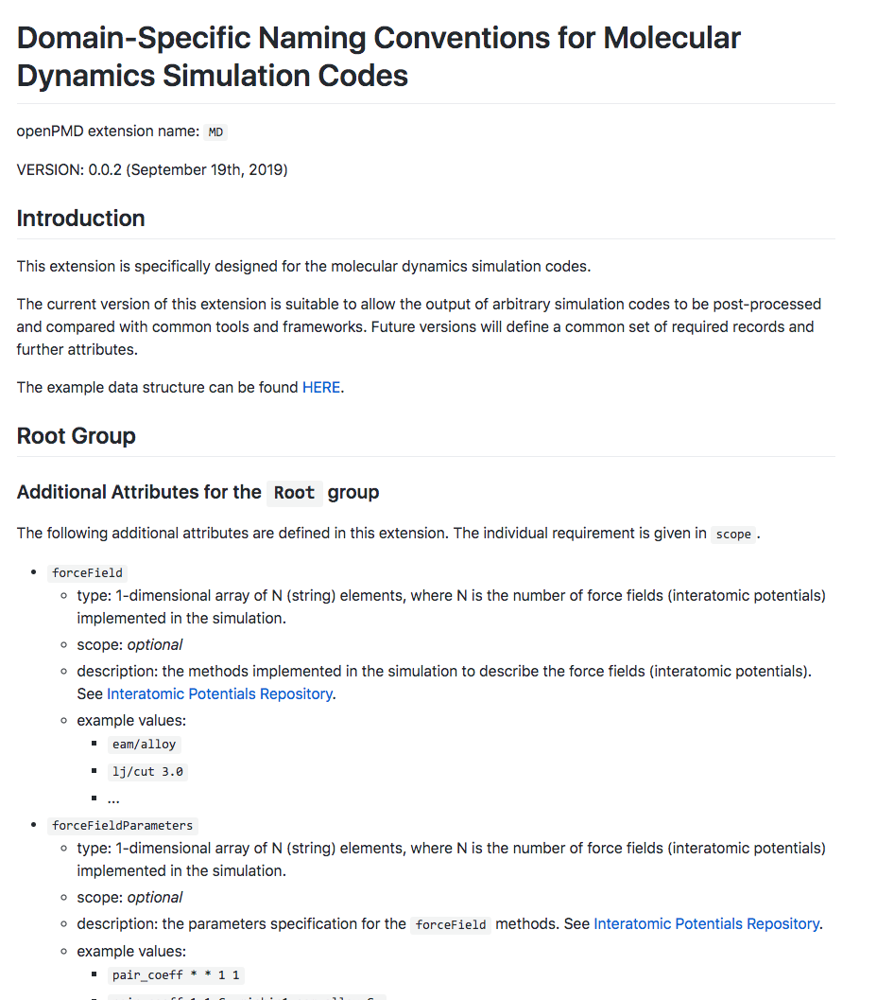 Domain-Specific Naming Conventions for Molecular
Dynamics Simulation Codes
openPMD extension name: MD
VERSION: 0.0.2 (September 19th, 2019)
Introduction
This extension is specifically designed for the molecular dynamics simulation codes.
The current version of this extension is suitable to allow the output of arbitrary simulation codes to be post-processed
and compared with common tools and frameworks. Future versions will define a common set of required records and
further attributes.
The example data structure can be found HERE.
Root Group
Additional Attributes for the Root group
The following additional attributes are defined in this extension. The individual requirement is given in scope .
• forceField
◦ type: 1-dimensional array of N (string) elements, where N is the number of force fields (interatomic potentials)
implemented in the simulation.
◦ scope: optional
◦ description: the methods implemented in the simulation to describe the force fields (interatomic potentials).
See Interatomic Potentials Repository.
◦ example values:
▪ eam/alloy
▪ lj/cut 3.0
▪ ...
• forceFieldParameters
◦ type: 1-dimensional array of N (string) elements, where N is the number of force fields (interatomic potentials)
implemented in the simulation.
◦ scope: optional
◦ description: the parameters specification for the forceField methods. See Interatomic Potentials Repository.
◦ example values:
▪ pair_coeff * * 1 1